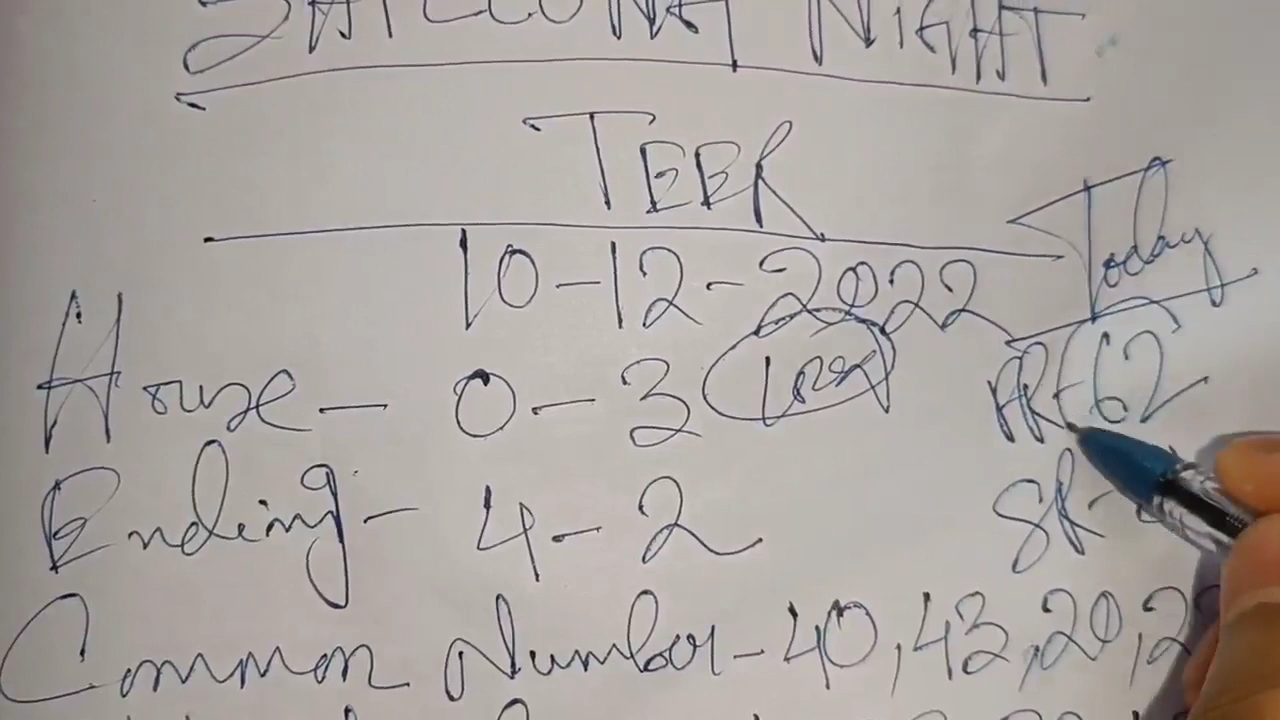 NIGHT
TEER
10-12-2022
Today
House - 0-3
FR-62
Ending - 4-2
SR-
Common Number - 40, 43, 20,